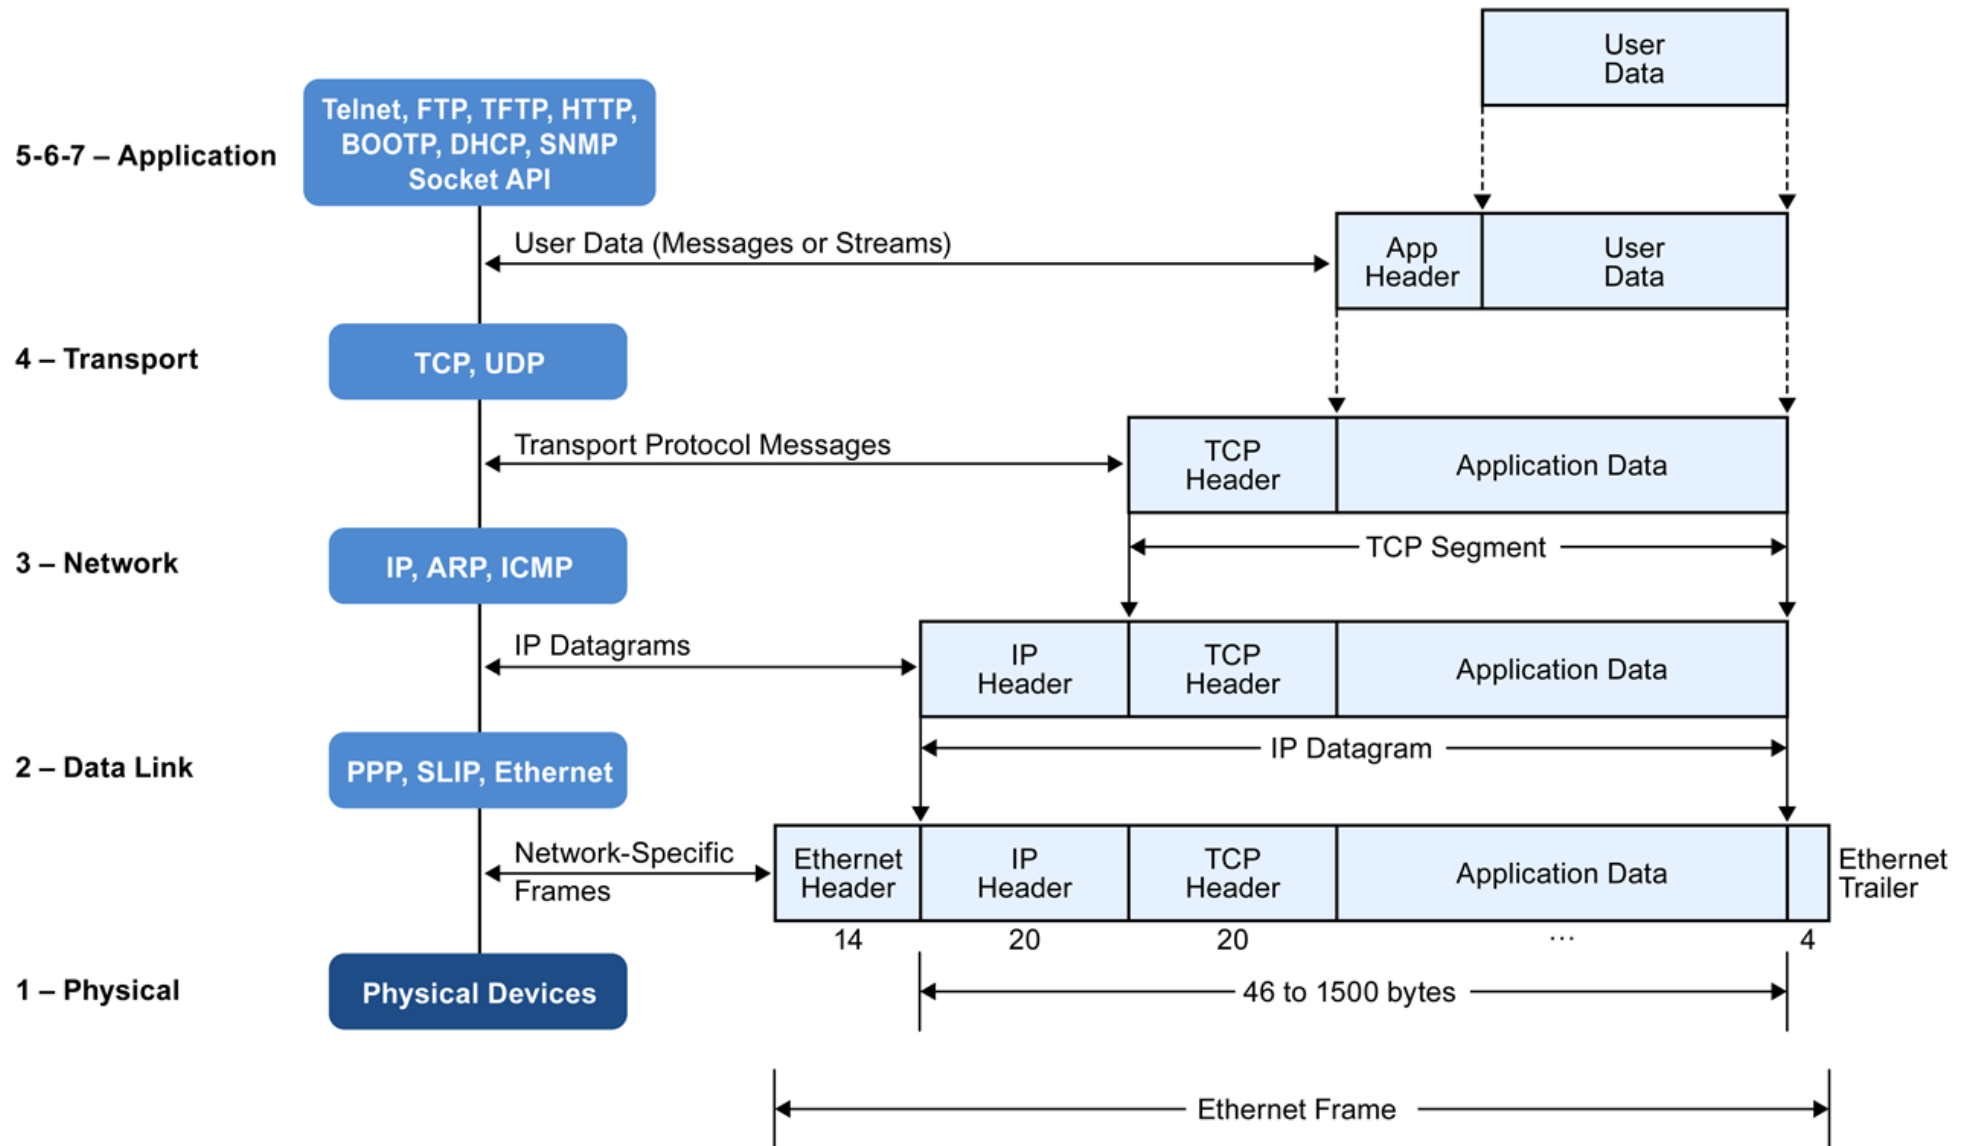 User
Data
Telnet, FTP, TFTP, HTTP,
BOOTP, DHCP, SNMP
Socket API
5-6-7 – Application
User Data (Messages or Streams)
App
Header
User
Data
4 – Transport
TCP, UDP
Transport Protocol Messages
TCP
Header
Application Data
TCP Segment
3 – Network
IP, ARP, ICMP
IP Datagrams
IP
Header
TCP
Header
Application Data
IP Datagram
2 – Data Link
PPP, SLIP, Ethernet
Network-Specific
Frames
Ethernet
Header
IP
Header
TCP
Header
Application Data
Ethernet
Trailer
14
20
20
...
4
1 – Physical
Physical Devices
46 to 1500 bytes
Ethernet Frame